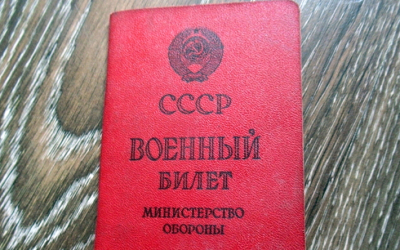 СССР
ВОЕННЫЙ
БИЛЕТ
МИНИСТЕРСТВО
ОБОРОНЫ